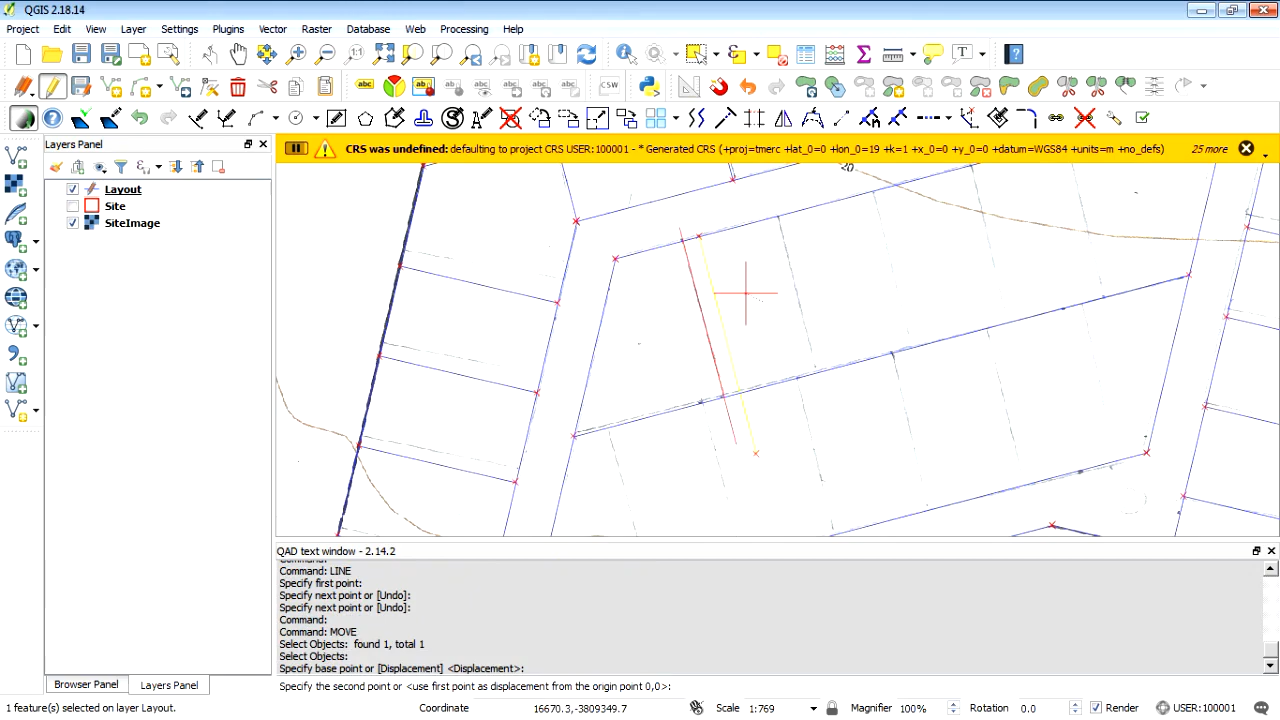 QGIS 2.18.14
Project Edit View Layer Settings Plugins Vector Raster Database Web Processing Help
Layers Panel
CRS was undefined: defaulting to project CRS USER:100001 - * Generated CRS (+proj=tmerc +lat_0=0 +lon_0=19 +k=1 +x_0=0 +y_0=0 +datum=WGS84 +units=m +no_defs) 25 more
Layout
Site
SiteImage
20
QAD text window - 2.14.2
Command: LINE
Specify first point:
Specify next point or [Undo]:
Specify next point or [Undo]:
Command:
Command: MOVE
Select Objects: found 1, total 1
Select Objects:
Specify base point or [Displacement] <Displacement>:
Specify the second point or <use first point as displacement from the origin point 0,0>:
Browser Panel Layers Panel
1 feature(s) selected on layer Layout. Coordinate 16670.3,-3809349.7 Scale 1:769 Magnifier 100% Rotation 0.0 Render USER:100001